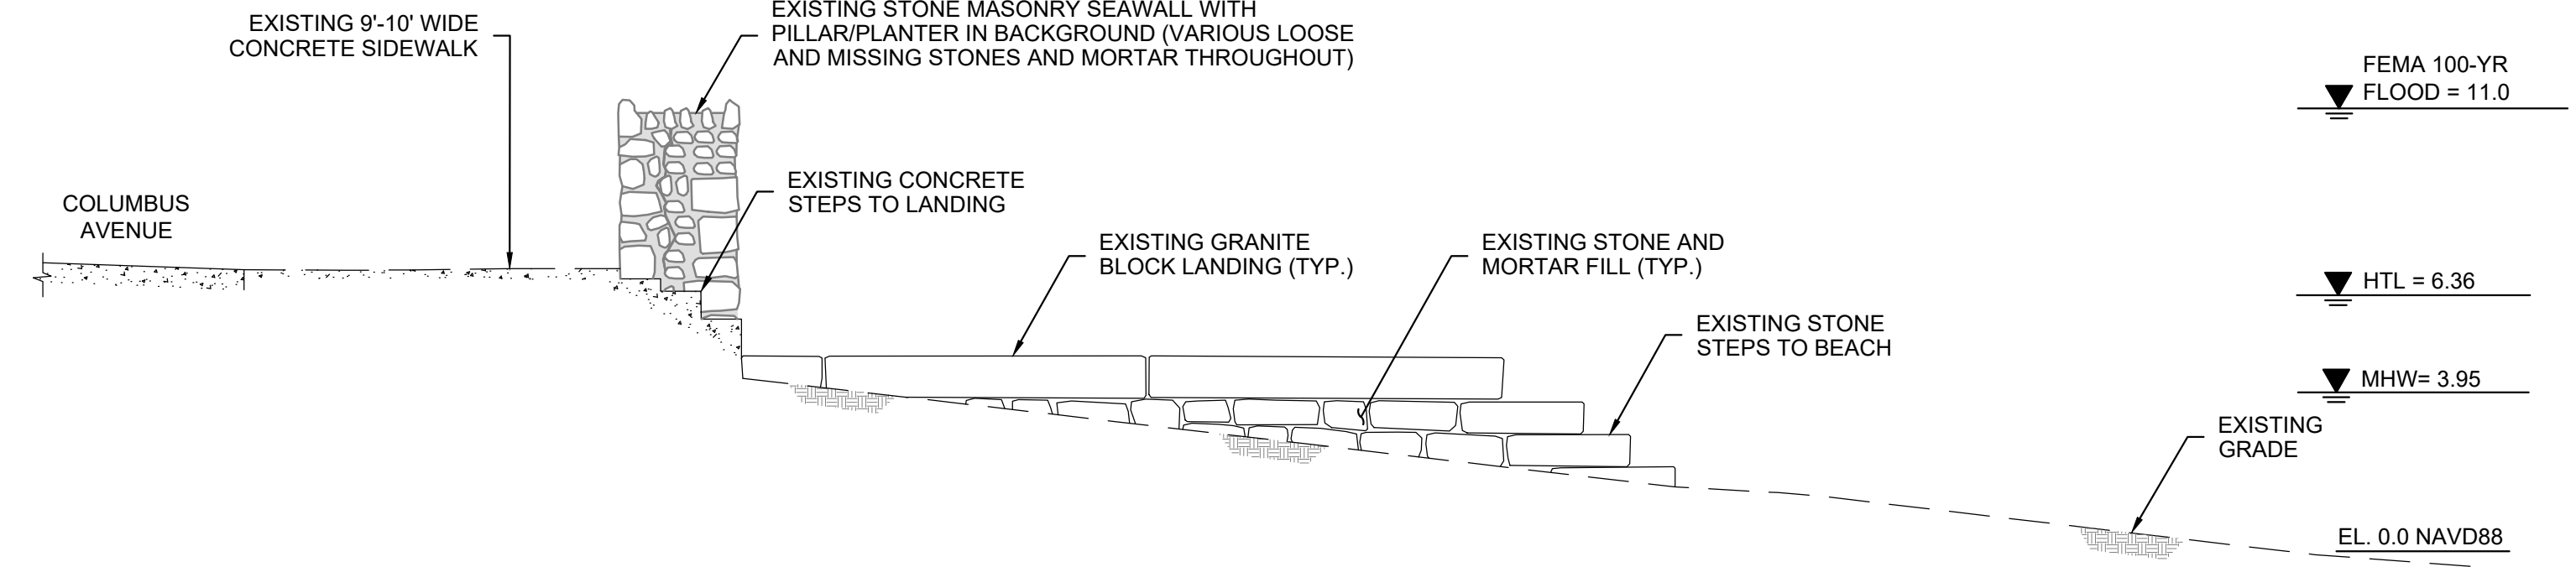 EXISTING 9'-10' WIDE
CONCRETE SIDEWALK
EXISTING STONE MASONRY SEAWALL WITH
PILLAR/PLANTER IN BACKGROUND (VARIOUS LOOSE
AND MISSING STONES AND MORTAR THROUGHOUT)
FEMA 100-YR
FLOOD = 11.0
COLUMBUS
AVENUE
EXISTING CONCRETE
STEPS TO LANDING
EXISTING GRANITE
BLOCK LANDING (TYP.)
EXISTING STONE AND
MORTAR FILL (TYP.)
HTL = 6.36
EXISTING STONE
STEPS TO BEACH
MHW= 3.95
EXISTING
GRADE
EL. 0.0 NAVD88